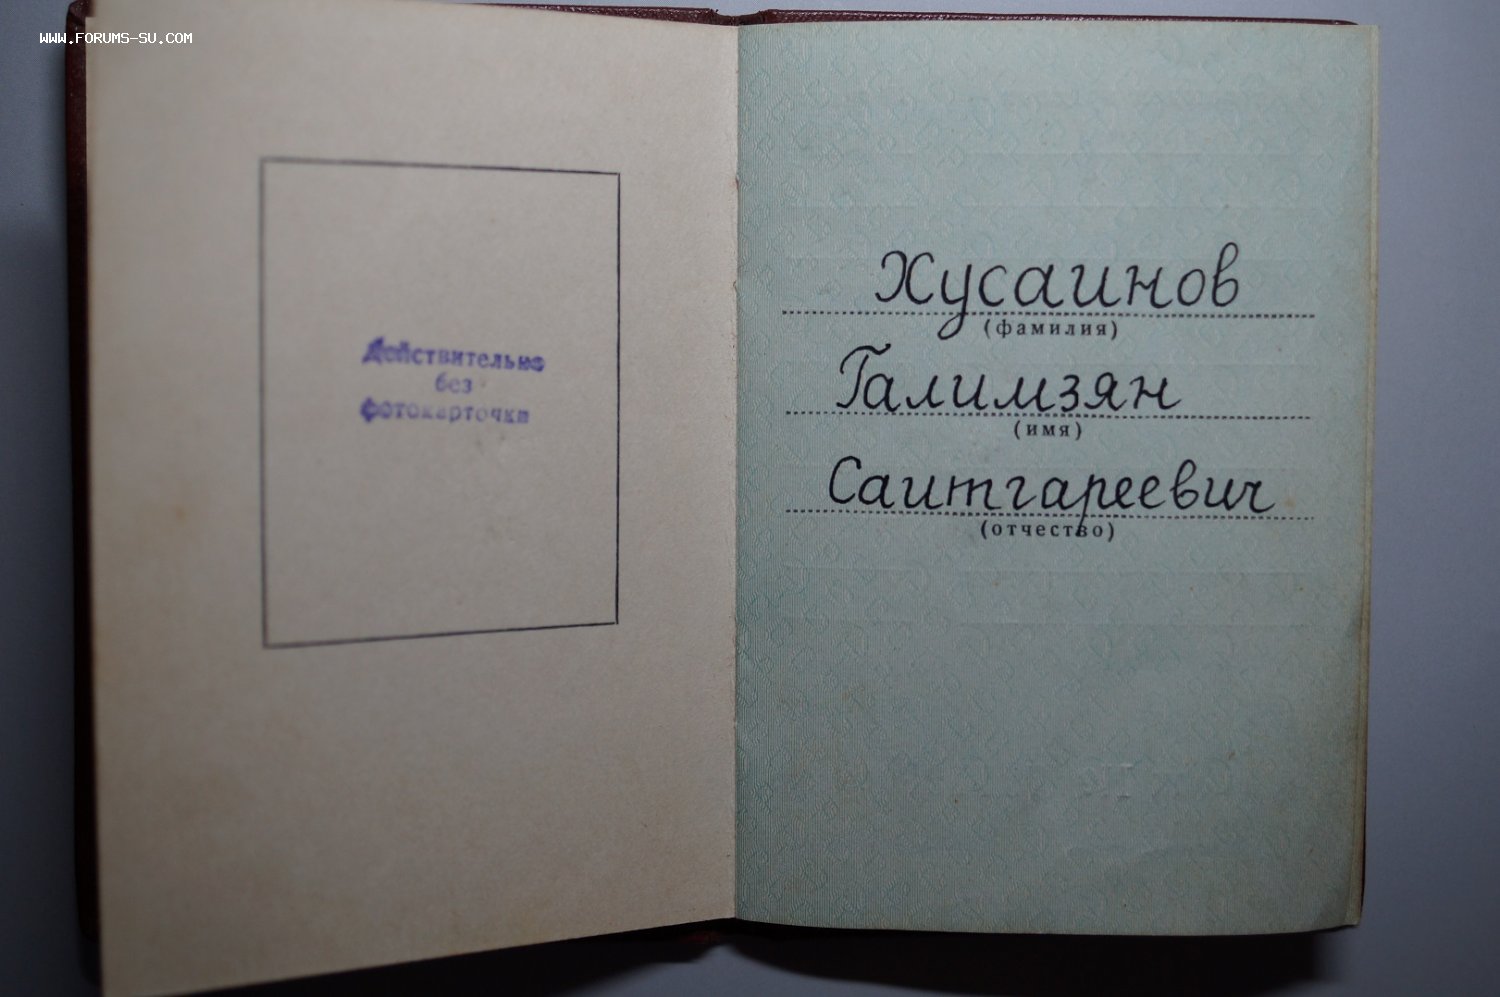 WWW.FORUMS-SU.COM
Действительно
без
фотокарточки
Хусаинов
(фамилия)
Галимзян
(имя)
Саитгареевич
(отчество)